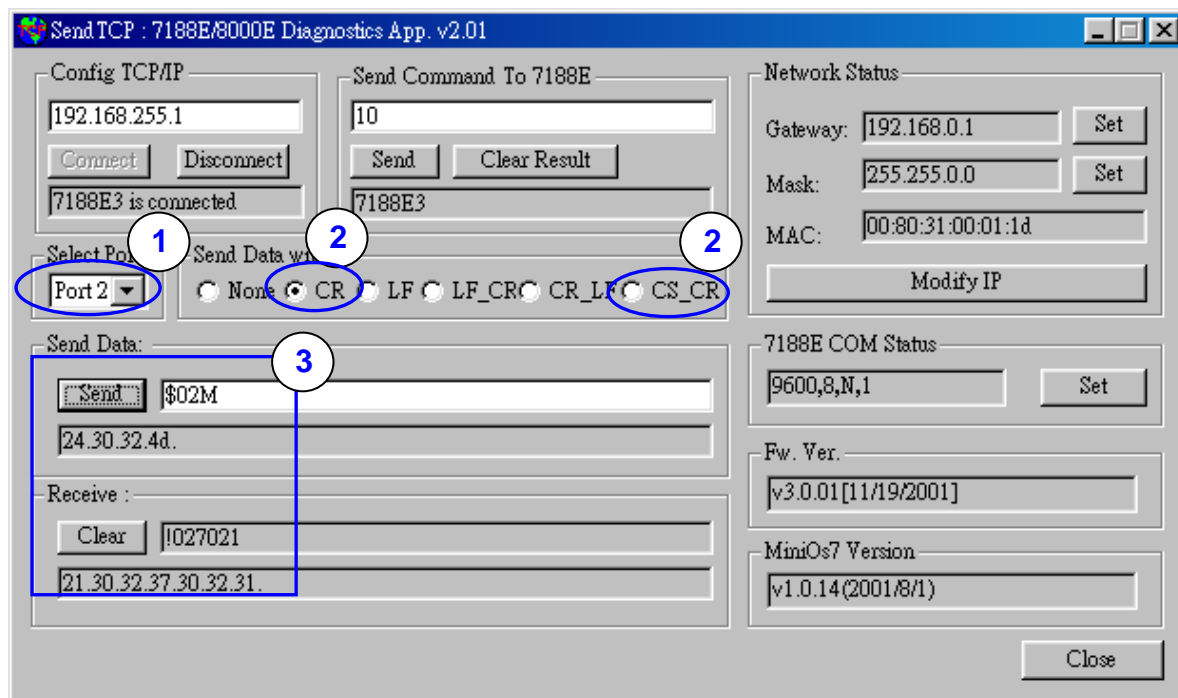 SendTCP : 7188E/8000E Diagnostics App. v2.01
Config TCP/IP
192.168.255.1
Connect Disconnect
7188E3 is connected
Send Command To 7188E
10
Send Clear Result
7188E3
Network Status
Gateway: 192.168.0.1 Set
Mask: 255.255.0.0 Set
MAC: 00:80:31:00:01:1d
Modify IP
1
2
2
Select Po
Port 2
Send Data wi
None CR LF LF_CR CR_LF CS_CR
Send Data:
3
Send $02M
24.30.32.4d.
Receive :
Clear !027021
21.30.32.37.30.32.31.
7188E COM Status
9600,8,N,1 Set
Fw. Ver.
v3.0.01[11/19/2001]
MiniOs7 Version
v1.0.14(2001/8/1)
Close